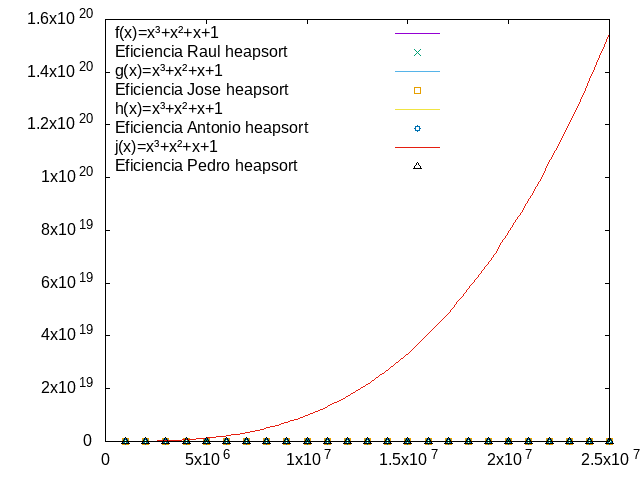 f(x)=x³+x²+x+1
Eficiencia Raul heapsort
g(x)=x³+x²+x+1
Eficiencia Jose heapsort
h(x)=x³+x²+x+1
Eficiencia Antonio heapsort
j(x)=x³+x²+x+1
Eficiencia Pedro heapsort
1.6x10 20
1.4x10 20
1.2x10 20
1x10 20
8x10 19
6x10 19
4x10 19
2x10 19
0
0 5x10 6 1x10 7 1.5x10 7 2x10 7 2.5x10 7